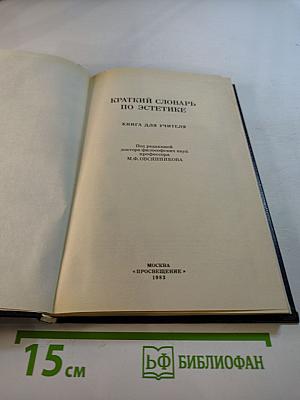 КРАТКИЙ СЛОВАРЬ
ПО ЭСТЕТИКЕ
КНИГА ДЛЯ УЧИТЕЛЯ
Под редакцией
доктора философских наук
профессора
М.Ф.ОВСЯННИКОВА
МОСКВА
«ПРОСВЕЩЕНИЕ»
1983
15 см
БФ БИБЛИОФАН